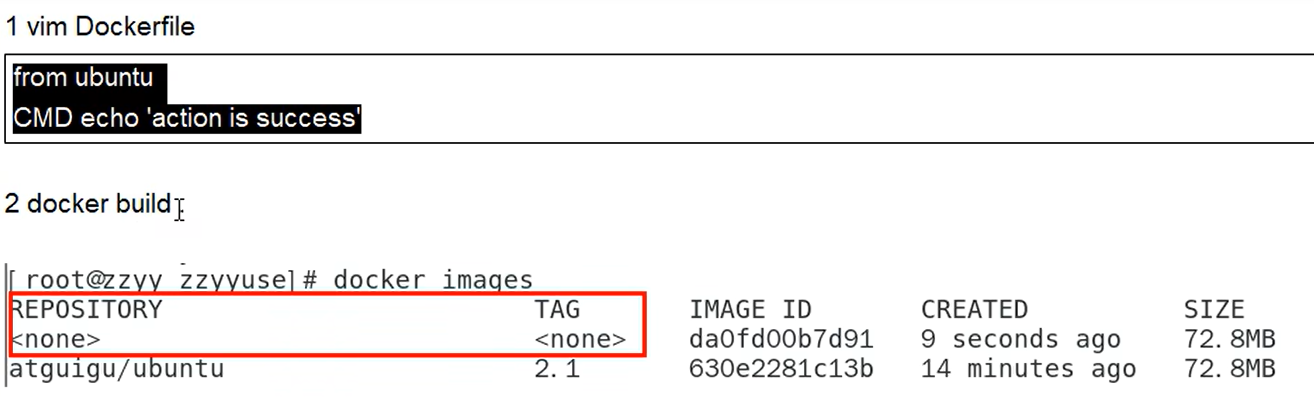 1 vim Dockerfile
from ubuntu
CMD echo 'action is success'
2 docker build
[root@zzyy zzyyuse]# docker images
REPOSITORY TAG IMAGE ID CREATED SIZE
<none> <none> da0fd00b7d91 9 seconds ago 72.8MB
atguigu/ubuntu 2.1 630e2281c13b 14 minutes ago 72.8MB